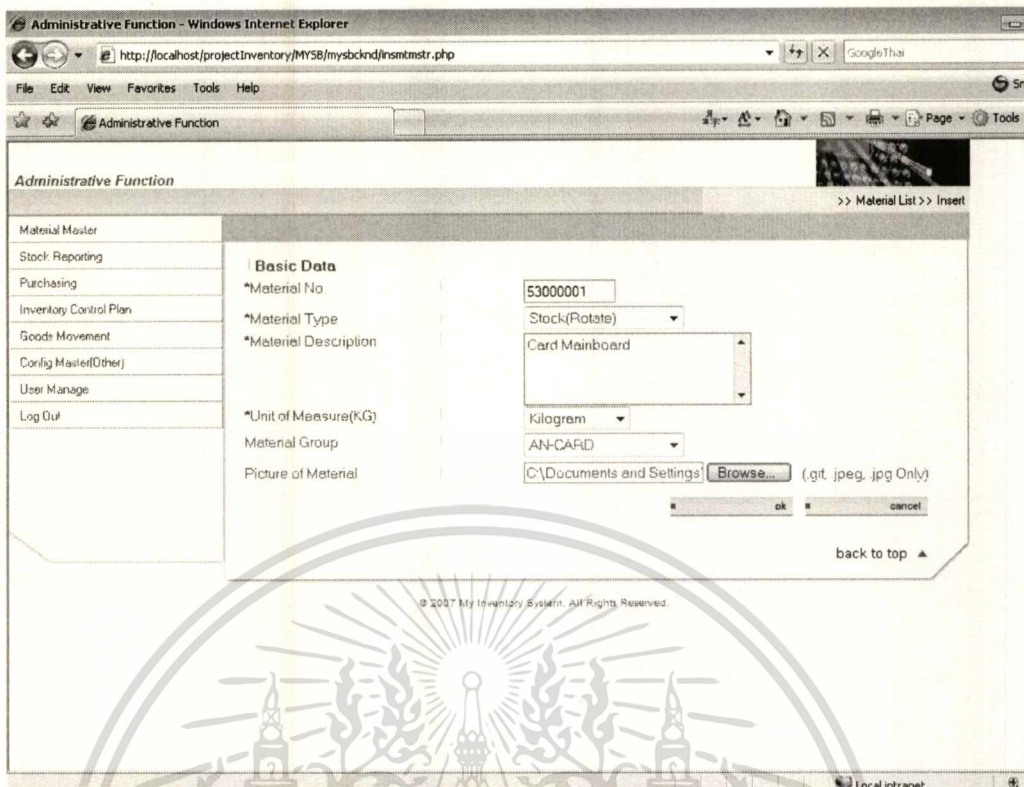 Administrative Function - Windows Internet Explorer
http://localhost/projectInventory/MYSB/mysbcknd/insmtmstr.php
GoogleThai
File Edit View Favorites Tools Help
Administrative Function
Page Tools
Administrative Function
>> Material List >> Insert
Material Master
Stock Reporting
Purchasing
Inventory Control Plan
Goods Movement
Config Master(Other)
User Manage
Log Out
Basic Data
*Material No 53000001
*Material Type Stock(Rotate)
*Material Description Card Mainboard
*Unit of Measure(KG) Kilogram
Material Group AN-CARD
Picture of Material C:\Documents and Settings\ Browse... (.gif, .jpeg, .jpg Only)
ok cancel
back to top
© 2007 My Inventory System. All Rights Reserved.
Local intranet